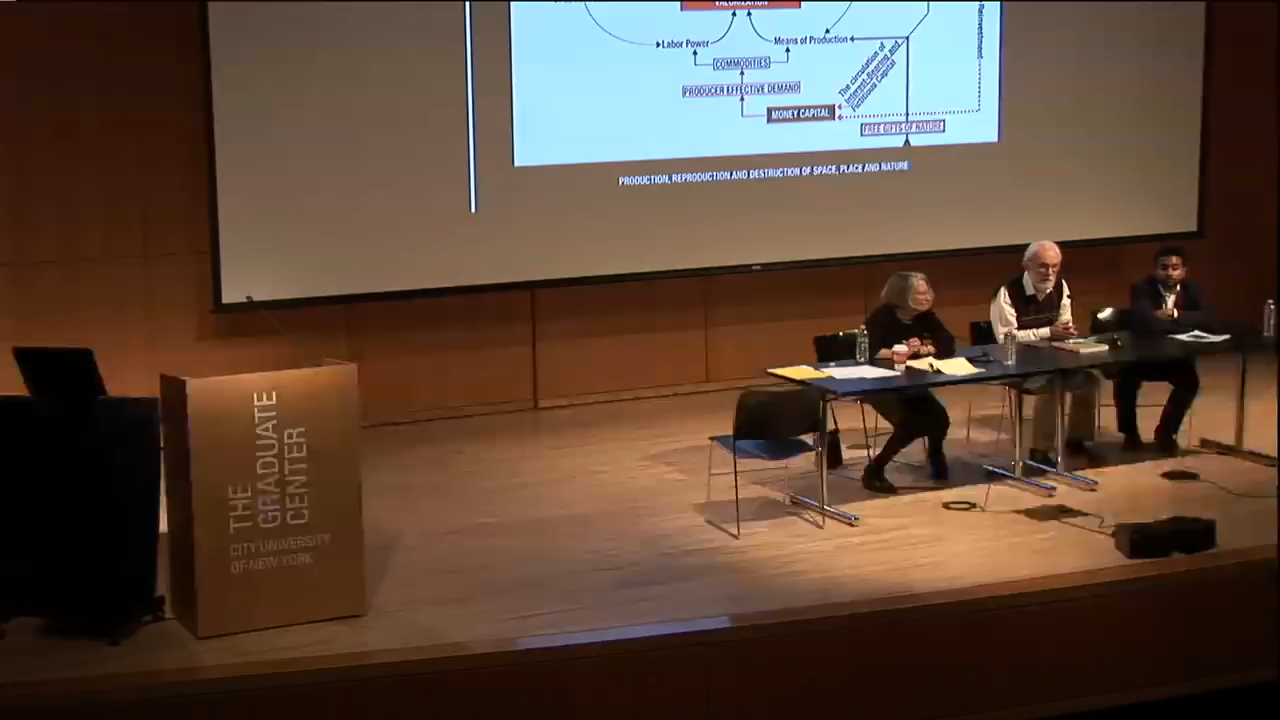 VALORIZATION
Labor Power
Means of Production
COMMODITIES
PRODUCER EFFECTIVE DEMAND
MONEY CAPITAL
The circulation of
Interest-Bearing and
Fictitious Capital
Reinvestment
FREE GIFTS OF NATURE
PRODUCTION, REPRODUCTION AND DESTRUCTION OF SPACE, PLACE AND NATURE
THE
GRADUATE
CENTER
CITY UNIVERSITY
OF NEW YORK